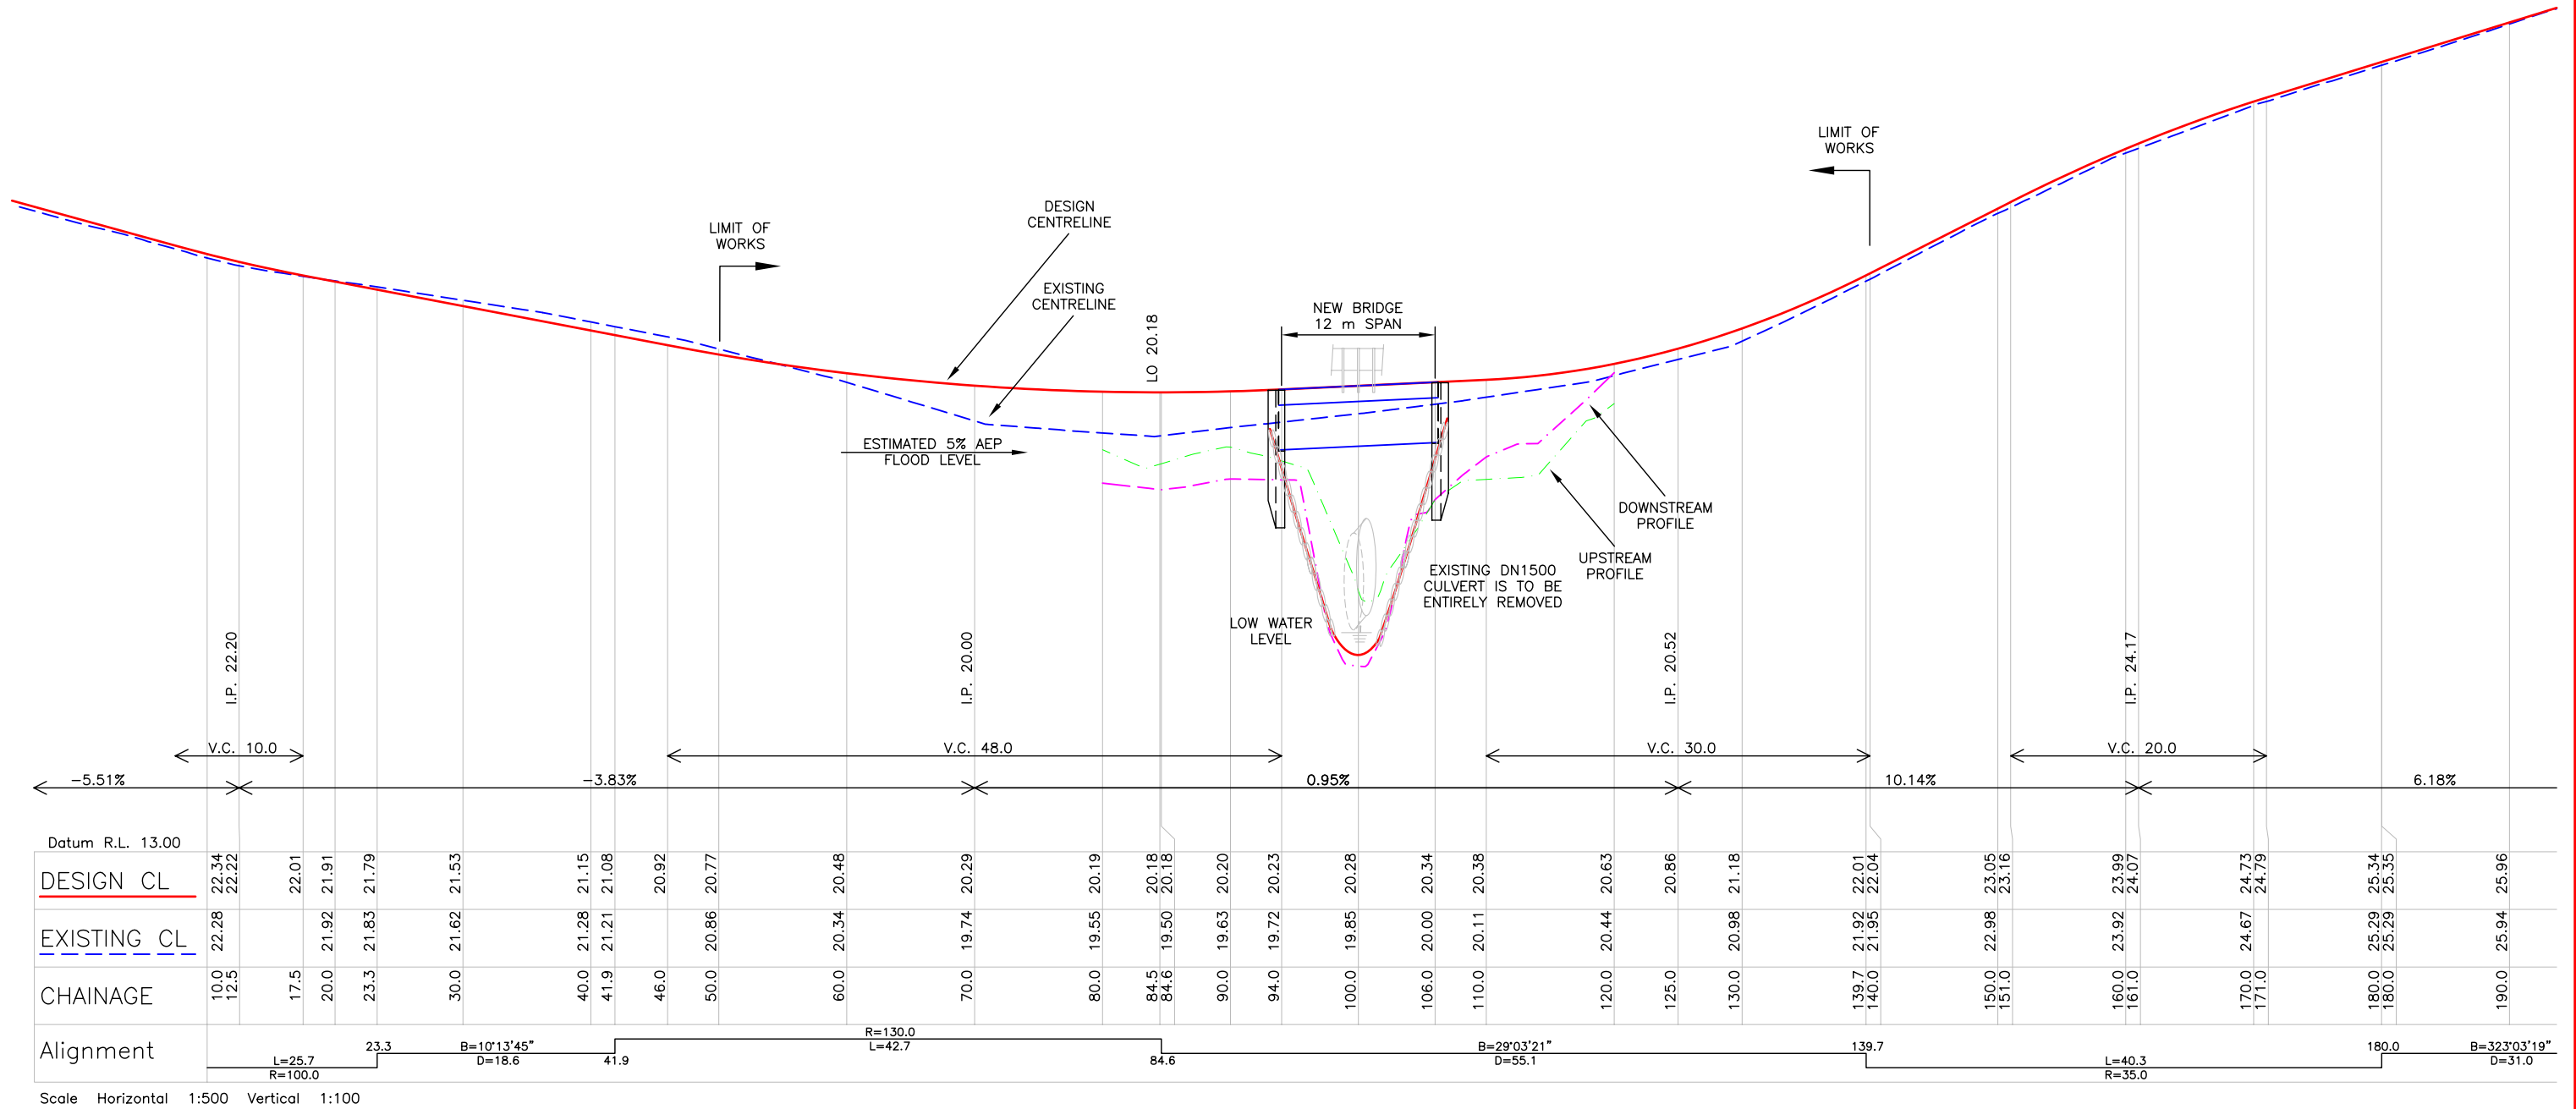 LIMIT OF
WORKS
DESIGN
CENTRELINE
LIMIT OF
WORKS
EXISTING
CENTRELINE
NEW BRIDGE
12 m SPAN
LO 20.18
ESTIMATED 5% AEP
FLOOD LEVEL
DOWNSTREAM
PROFILE
UPSTREAM
PROFILE
EXISTING DN1500
CULVERT IS TO BE
ENTIRELY REMOVED
LOW WATER
LEVEL
I.P. 22.20
I.P. 20.00
I.P. 20.52
I.P. 24.17
V.C. 10.0
V.C. 48.0
V.C. 30.0
V.C. 20.0
-5.51%
-3.83%
0.95%
10.14%
6.18%
Datum R.L. 13.00
DESIGN CL 22.34 22.22 22.01 21.91 21.79 21.53 21.15 21.08 20.92 20.77 20.48 20.29 20.19 20.18 20.18 20.20 20.23 20.28 20.34 20.38 20.63 20.86 21.18 22.01 22.04 23.05 23.16 23.99 24.07 24.73 24.79 25.34 25.35 25.96
EXISTING CL 22.28 21.92 21.83 21.62 21.28 21.21 20.86 20.34 19.74 19.55 19.50 19.63 19.72 19.85 20.00 20.11 20.44 20.98 21.92 21.95 22.98 23.92 24.67 25.29 25.29 25.94
CHAINAGE 10.0 12.5 17.5 20.0 23.3 30.0 40.0 41.9 46.0 50.0 60.0 70.0 80.0 84.5 84.6 90.0 94.0 100.0 106.0 110.0 120.0 125.0 130.0 139.7 140.0 150.0 151.0 160.0 161.0 170.0 171.0 180.0 180.0 190.0
Alignment
L=25.7
R=100.0
23.3
B=10°13'45"
D=18.6
41.9
R=130.0
L=42.7
84.6
B=29°03'21"
D=55.1
139.7
L=40.3
R=35.0
180.0
B=323°03'19"
D=31.0
Scale Horizontal 1:500 Vertical 1:100